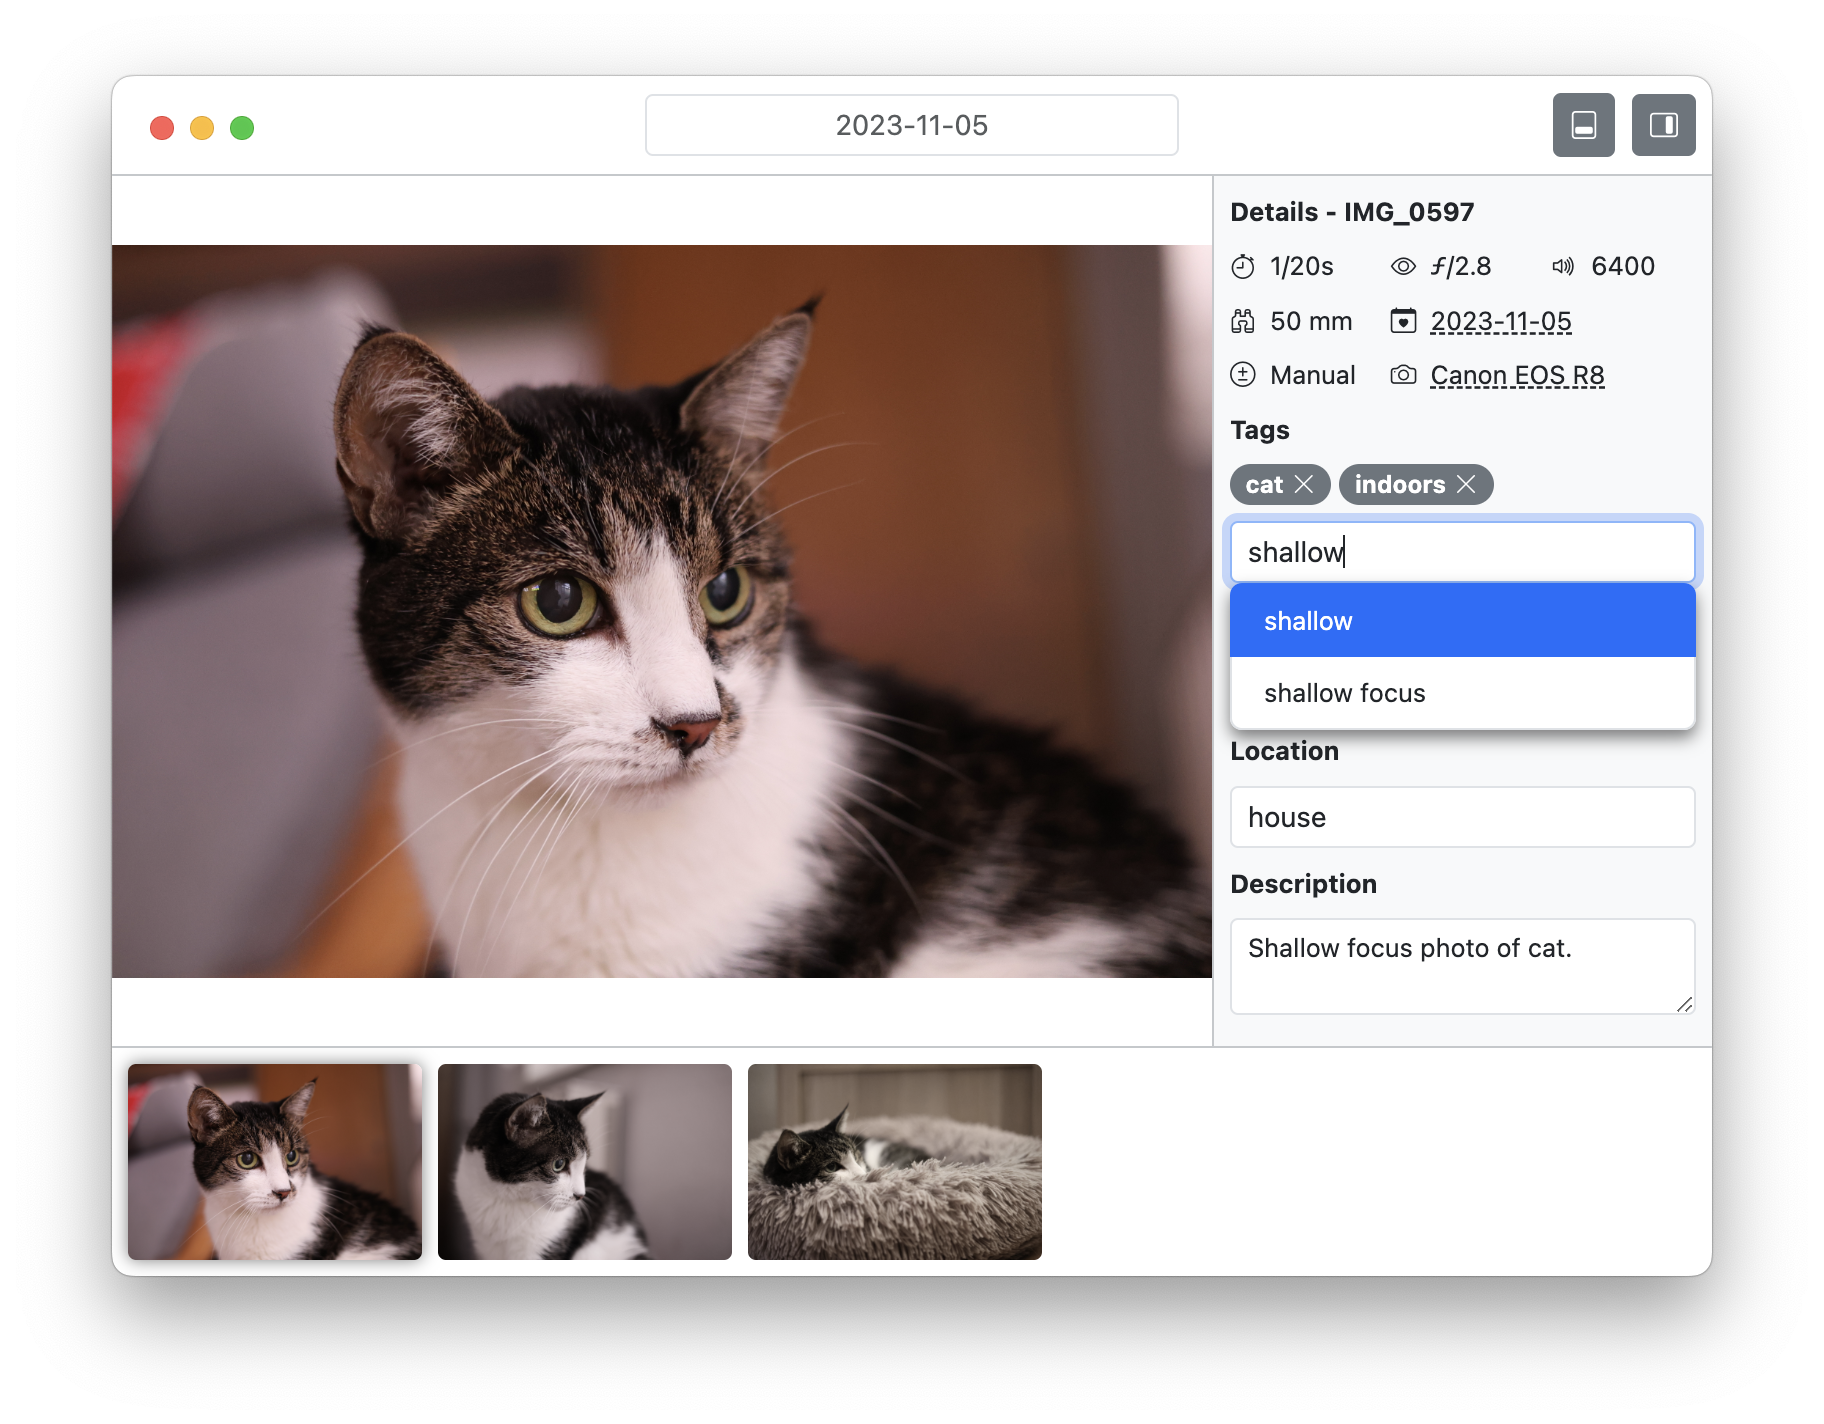 2023-11-05
Details - IMG_0597
1/20s ƒ/2.8 6400
50 mm 2023-11-05
Manual Canon EOS R8
Tags
cat indoors
shallow
shallow
shallow focus
Location
house
Description
Shallow focus photo of cat.